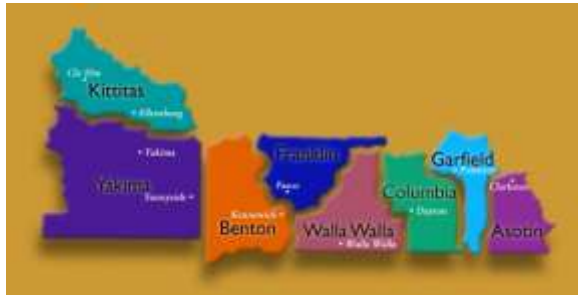 Cle Elum
Kittitas
Ellensburg
Yakima
Yakima
Sunnyside
Franklin
Pasco
Kennewick
Benton
Walla Walla
Walla Walla
Columbia
Dayton
Garfield
Pomeroy
Clarkston
Asotin